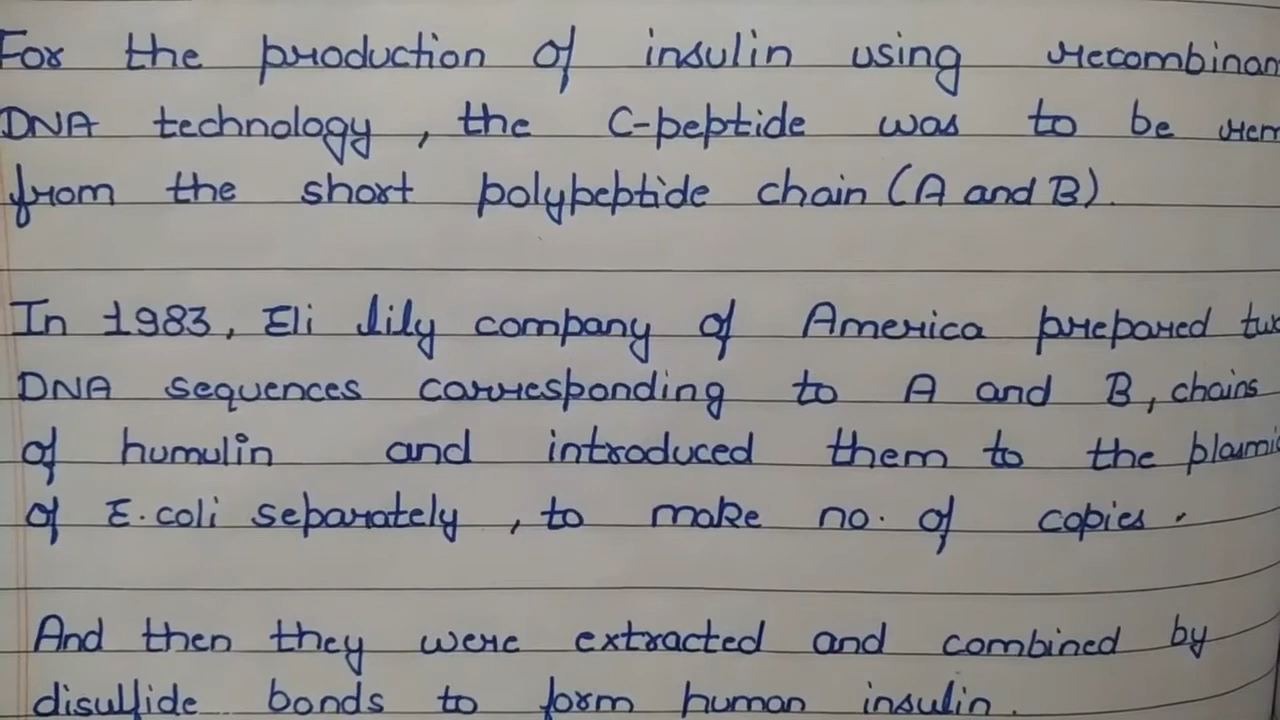 For the production of insulin using recombinan
DNA technology, the C-peptide was to be rem
from the short polypeptide chain (A and B).
In 1983, Eli lily company of America prepared tw
DNA sequences corresponding to A and B, chains
of humulin and introduced them to the plasmi
of E.coli separately, to make no. of copies.
And then they were extracted and combined by
disulfide bonds to form human insulin.